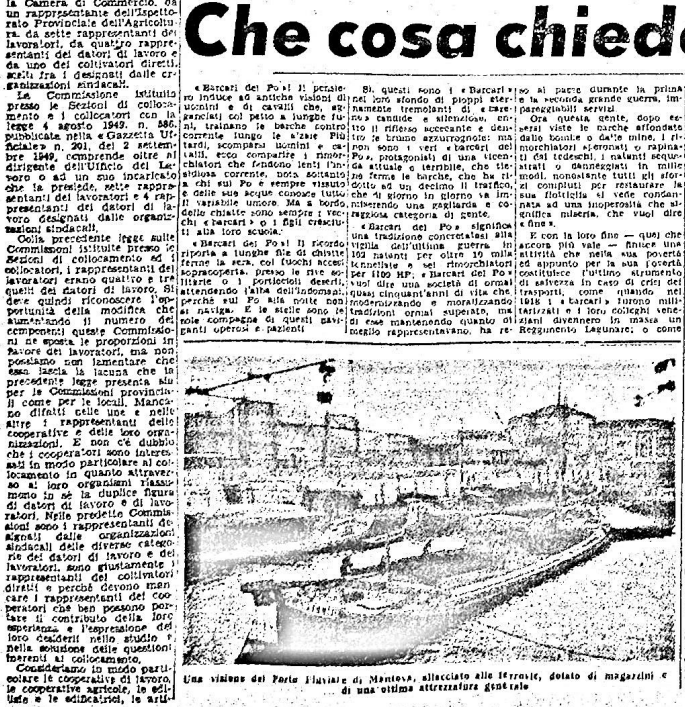 la Camera di Commercio, da
un rappresentante dell'Ispetto-
rato Provinciale dell'Agricoltu-
ra, da sette rappresentanti dei
lavoratori, da quattro rappre-
sentanti dei datori di lavoro e
da uno dei coltivatori diretti,
scelti fra i designati dalle or-
ganizzazioni sindacali.
La Commissione istituita
presso le Sezioni di colloca-
mento e i collocatori con la
legge 4 agosto 1949, n. 586,
pubblicata nella « Gazzetta Uf-
ficiale » n. 201, del 2 settem-
bre 1949, comprende oltre al
dirigente dell'Ufficio del La-
voro o ad un suo incaricato
che la presiede, sette rappre-
sentanti dei lavoratori e 4 rap-
presentanti dei datori di la-
voro designati dalle organiz-
zazioni sindacali.
Colla precedente legge sulle
Commissioni istituite presso le
Sezioni di collocamento ed i
collocatori, i rappresentanti dei
lavoratori erano quattro e tre
quelli dei datori di lavoro. Si
deve quindi riconoscere l'op-
portunità della modifica che
aumentando il numero dei
componenti queste Commissio-
ni ne sposta le proporzioni in
favore dei lavoratori, ma non
possiamo non lamentare che
essa lascia la lacuna che la
precedente legge presenta sia
per le Commissioni provincia-
li come per le locali. Manca-
no difatti nelle une e nelle
altre i rappresentanti delle
cooperative e delle loro orga-
nizzazioni. E non c'è dubbio
che i cooperatori sono interes-
sati in modo particolare al col-
locamento in quanto attraver-
so ai loro organismi riassu-
mono in sé la duplice figura
di datori di lavoro e di lavo-
ratori. Nelle predette Commis-
sioni sono i rappresentanti de-
signati dalle organizzazioni
sindacali delle diverse catego-
rie dei datori di lavoro e dei
lavoratori, sono giustamente i
rappresentanti dei coltivatori
diretti e perché devono man-
care i rappresentanti dei coo-
peratori che ben possono por-
tare il contributo della loro
esperienza e l'espressione dei
loro desideri nello studio e
nella soluzione delle questioni
inerenti al collocamento.
Consideriamo in modo parti-
colare le cooperative di lavoro,
le cooperative agricole, le edi-
lizie e le edificatrici, le arti-
Che cosa chied
« Barcari del Po »! Il pensie-
ro induce ad antiche visioni di
uomini e di cavalli che, ag-
ganciati col petto a lunghe fu-
ni, trainano le barche contro
corrente lungo le alzaie. Più
tardi, scomparsi uomini e ca-
valli, ecco comparire i rimor-
chiatori che fendono lenti l'in-
sidiosa corrente, nota soltanto
a chi sul Po è sempre vissuto
e delle sue acque conosce tutto
il variabile umore. Ma a bordo
delle chiatte sono sempre i vec-
chi « barcari » o i figli cresciu-
ti alla loro scuola.
« Barcari del Po »! Il ricordo
riporta a lunghe file di chiatte
ferme la sera, coi fuochi accesi
sopracoperta, presso le rive so-
litarie o i porticcioli deserti,
attendendo l'alba dell'indomani,
perché sul Po alla notte non
si naviga. E le stelle sono le
sole compagne di questi navi-
ganti operosi e pazienti
Sì, questi sono i « Barcari »
nel loro sfondo di pioppi eter-
namente tremolanti di
candide e silenziose, en-
tro il riflesso accecante e den-
tro le brume azzurrognole: ma
non sono i veri « barcari del
Po », protagonisti di una vicen-
da attuale e terribile, che tie-
ne ferme le barche, che ha ri-
dotto ad un decimo il traffico,
che di giorno in giorno va im-
miserendo una gagliarda e co-
raggiosa categoria di gente.
Barcari del Po » significa
una tradizione concretatasi alla
vigilia dell'ultima guerra in
102 natanti per oltre 10 mila
tonnellate e sei rimorchiatori
per 1100 HP; « Barcari del Po »
vuol dire una società di ormai
quasi cinquant'anni di vita che
modernizzando e moralizzando
tradizioni ormai superate, ma
di esse mantenendo quanto di
meglio rappresentavano, ha re-
so al paese durante la prima
e la seconda grande guerra, im-
pareggiabili servizi.
Ora questa gente, dopo es-
sersi viste le barche affondate
dalle bombe o dalle mine, i ri-
morchiatori speronati o rapina-
ti dai tedeschi, i natanti seque-
strati o danneggiati in mille
modi, nonostante tutti gli sfor-
zi compiuti per restaurare la
sua flottiglia si vede condan-
nata ad una inoperosità che si-
gnifica miseria, che vuol dire
« fine ».
E con la loro fine — quel che
ancora più vale — finisce una
attività che nella sua povertà
ed appunto per la sua povertà
costituisce l'ultimo strumento
di salvezza in caso di crisi dei
trasporti, come quando nel
1918 i « barcari » furono mili-
tarizzati e i loro colleghi vene-
ziani divennero in massa un
Reggimento Lagunare; o come
Una visione del Porto Fluviale di Mantova, allacciato alle ferrovie, dotato di magazzini e
di una ottima attrezzatura generale